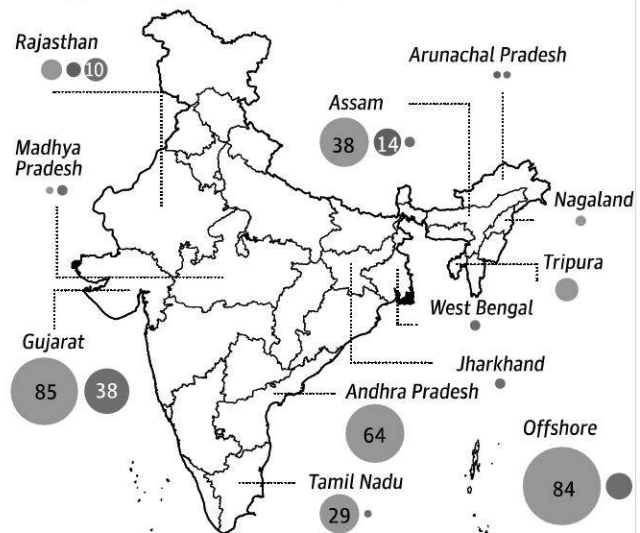 Rajasthan
10
Arunachal Pradesh
Assam
38 14
Madhya
Pradesh
Nagaland
Tripura
West Bengal
Gujarat
85 38
Jharkhand
Andhra Pradesh
64
Offshore
84
Tamil Nadu
29